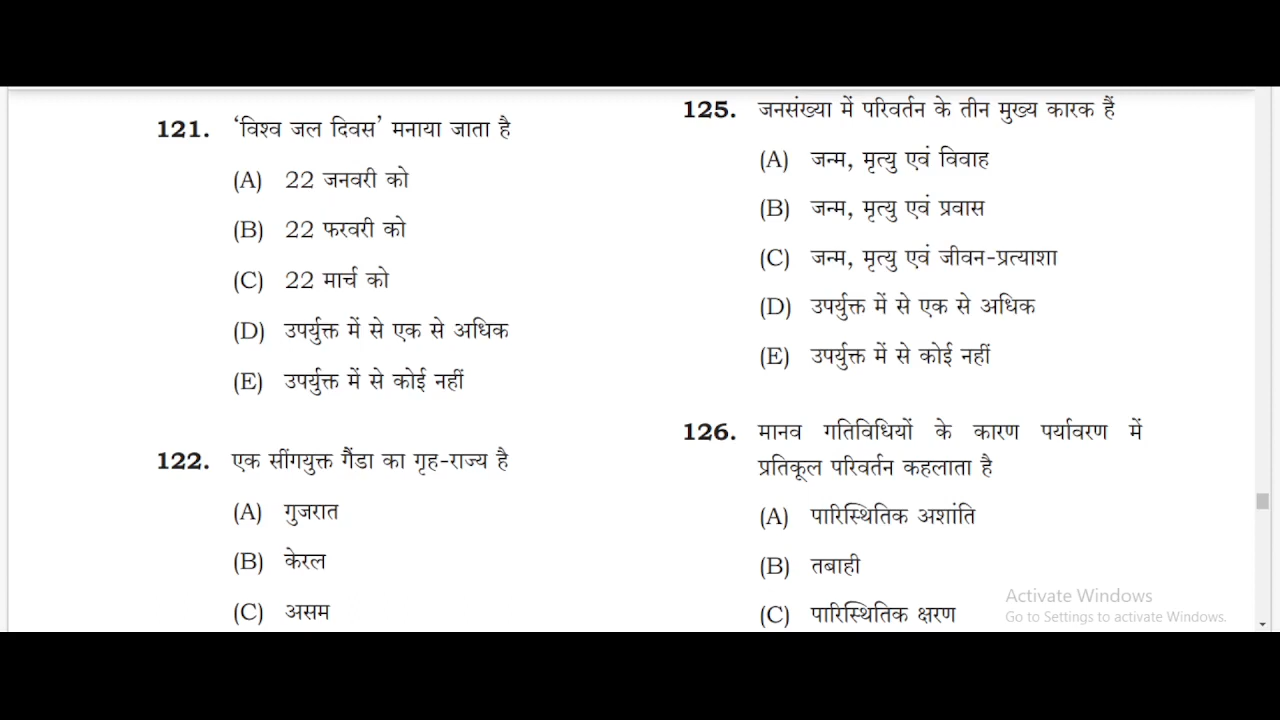 121. ‘विश्व जल दिवस’ मनाया जाता है
(A) 22 जनवरी को
(B) 22 फरवरी को
(C) 22 मार्च को
(D) उपर्युक्त में से एक से अधिक
(E) उपर्युक्त में से कोई नहीं
122. एक सींगयुक्त गैंडा का गृह-राज्य है
(A) गुजरात
(B) केरल
(C) असम
125. जनसंख्या में परिवर्तन के तीन मुख्य कारक हैं
(A) जन्म, मृत्यु एवं विवाह
(B) जन्म, मृत्यु एवं प्रवास
(C) जन्म, मृत्यु एवं जीवन-प्रत्याशा
(D) उपर्युक्त में से एक से अधिक
(E) उपर्युक्त में से कोई नहीं
126. मानव गतिविधियों के कारण पर्यावरण में
प्रतिकूल परिवर्तन कहलाता है
(A) पारिस्थितिक अशांति
(B) तबाही
(C) पारिस्थितिक क्षरण
Activate Windows
Go to Settings to activate Windows.